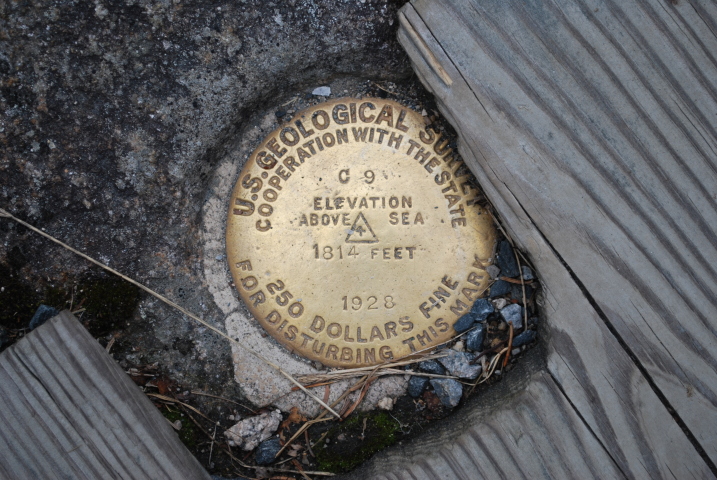 U.S. GEOLOGICAL SURVEY
COOPERATION WITH THE STATE
C 9
ELEVATION
ABOVE SEA
4
1814 FEET
1928
250 DOLLARS FINE
FOR DISTURBING THIS MARK